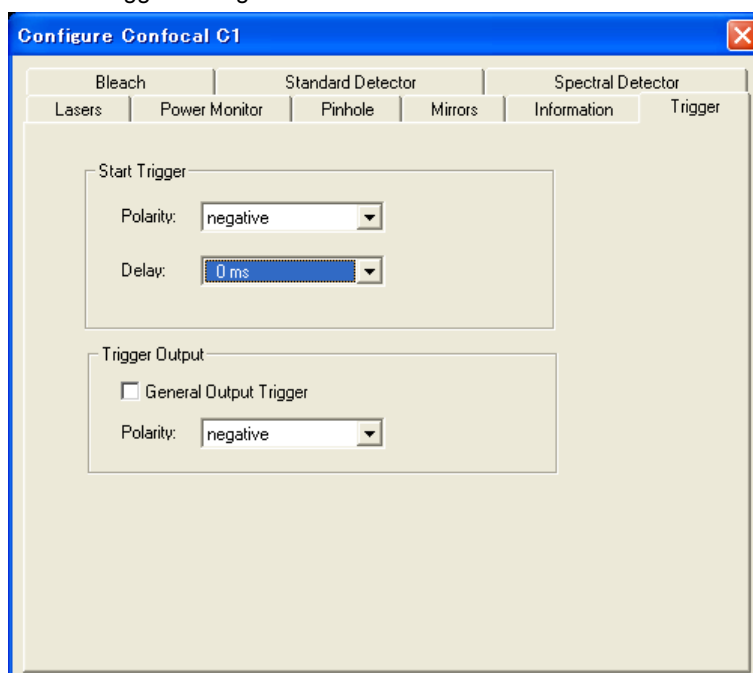 Configure Confocal C1
Bleach Standard Detector Spectral Detector
Lasers Power Monitor Pinhole Mirrors Information Trigger
Start Trigger
Polarity: negative
Delay: 0 ms
Trigger Output
General Output Trigger
Polarity: negative